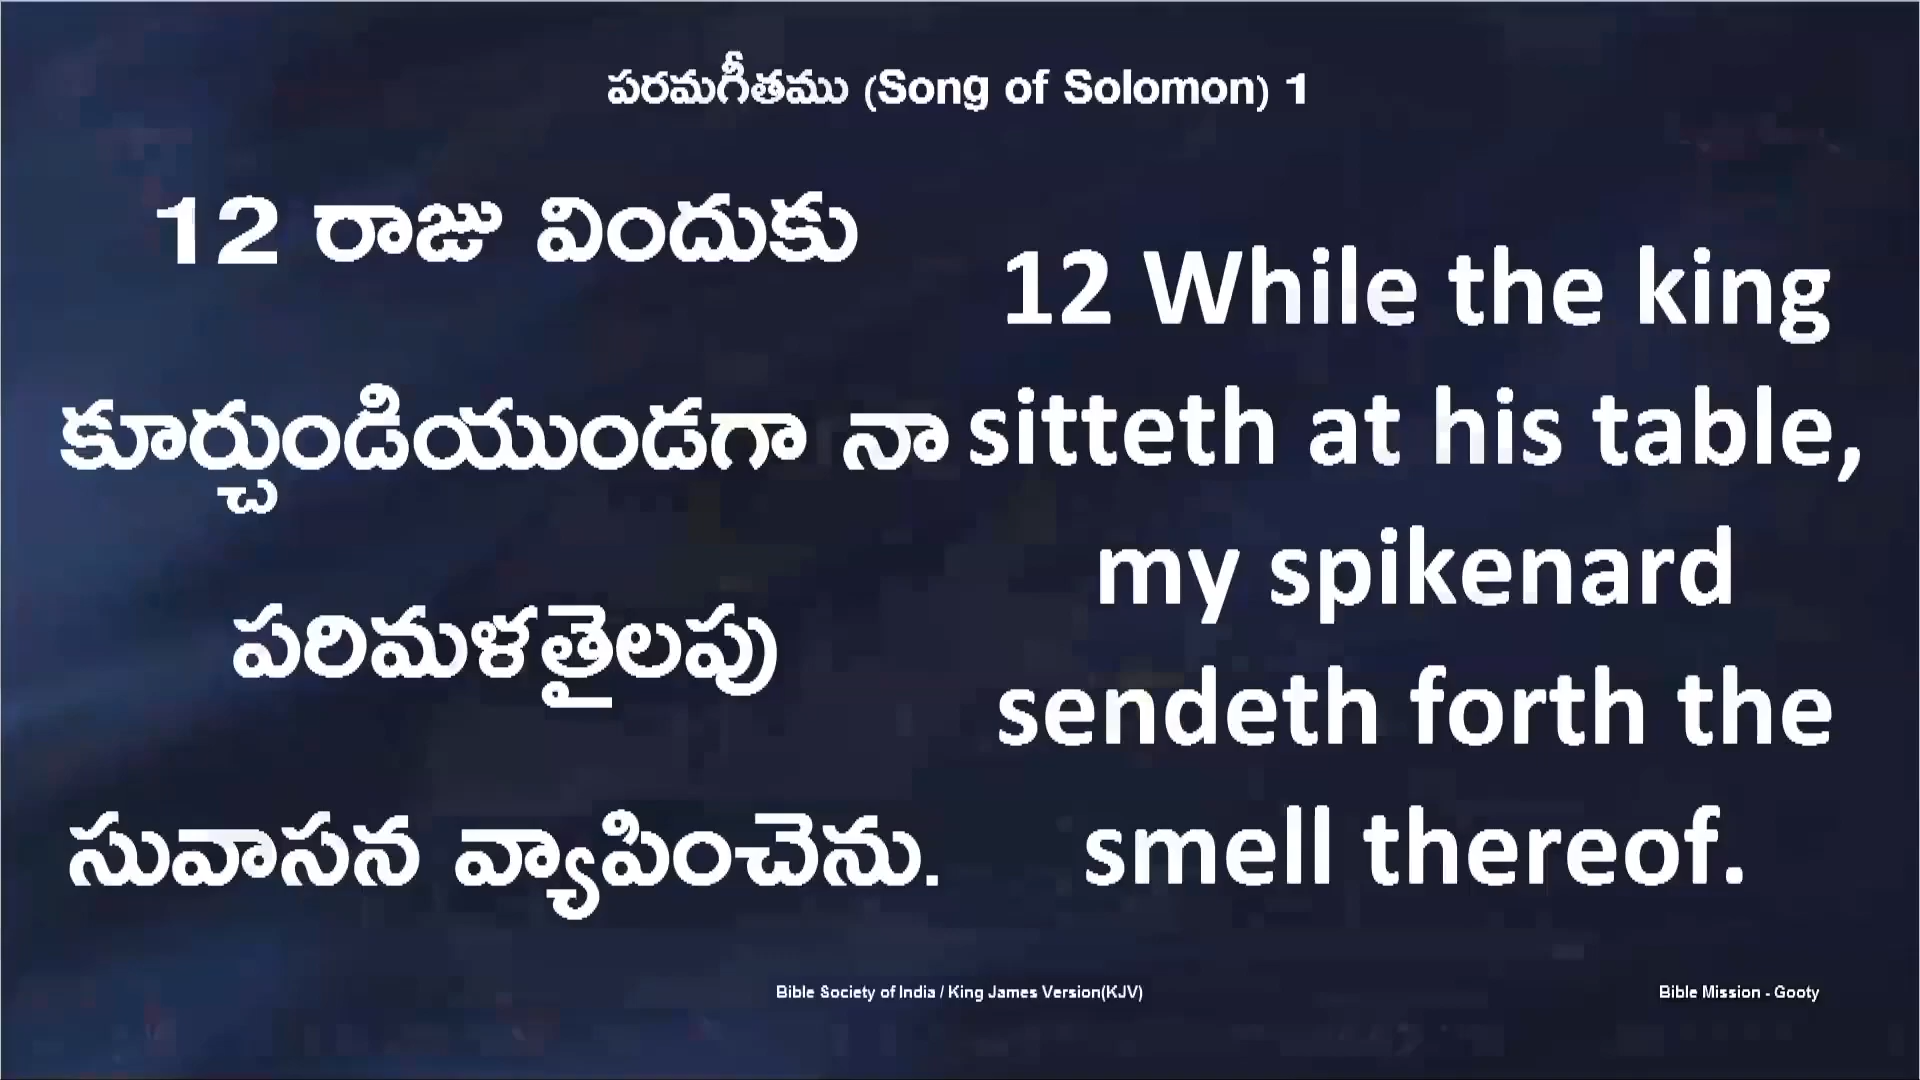 పరమగీతము (Song of Solomon) 1
12 రాజు విందుకు
కూర్చుండియుండగా నా
పరిమళతైలపు
సువాసన వ్యాపించెను.
12 While the king
sitteth at his table,
my spikenard
sendeth forth the
smell thereof.
Bible Society of India / King James Version(KJV)
Bible Mission - Gooty